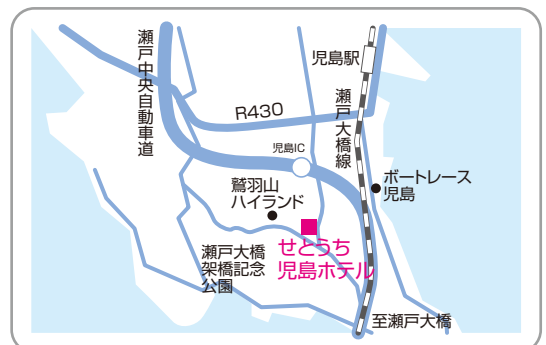 瀬戸中央自動車道
児島駅
R430
瀬戸大橋線
児島IC
ボートレース
児島
鷲羽山
ハイランド
せとうち
児島ホテル
瀬戸大橋
架橋記念
公園
至瀬戸大橋